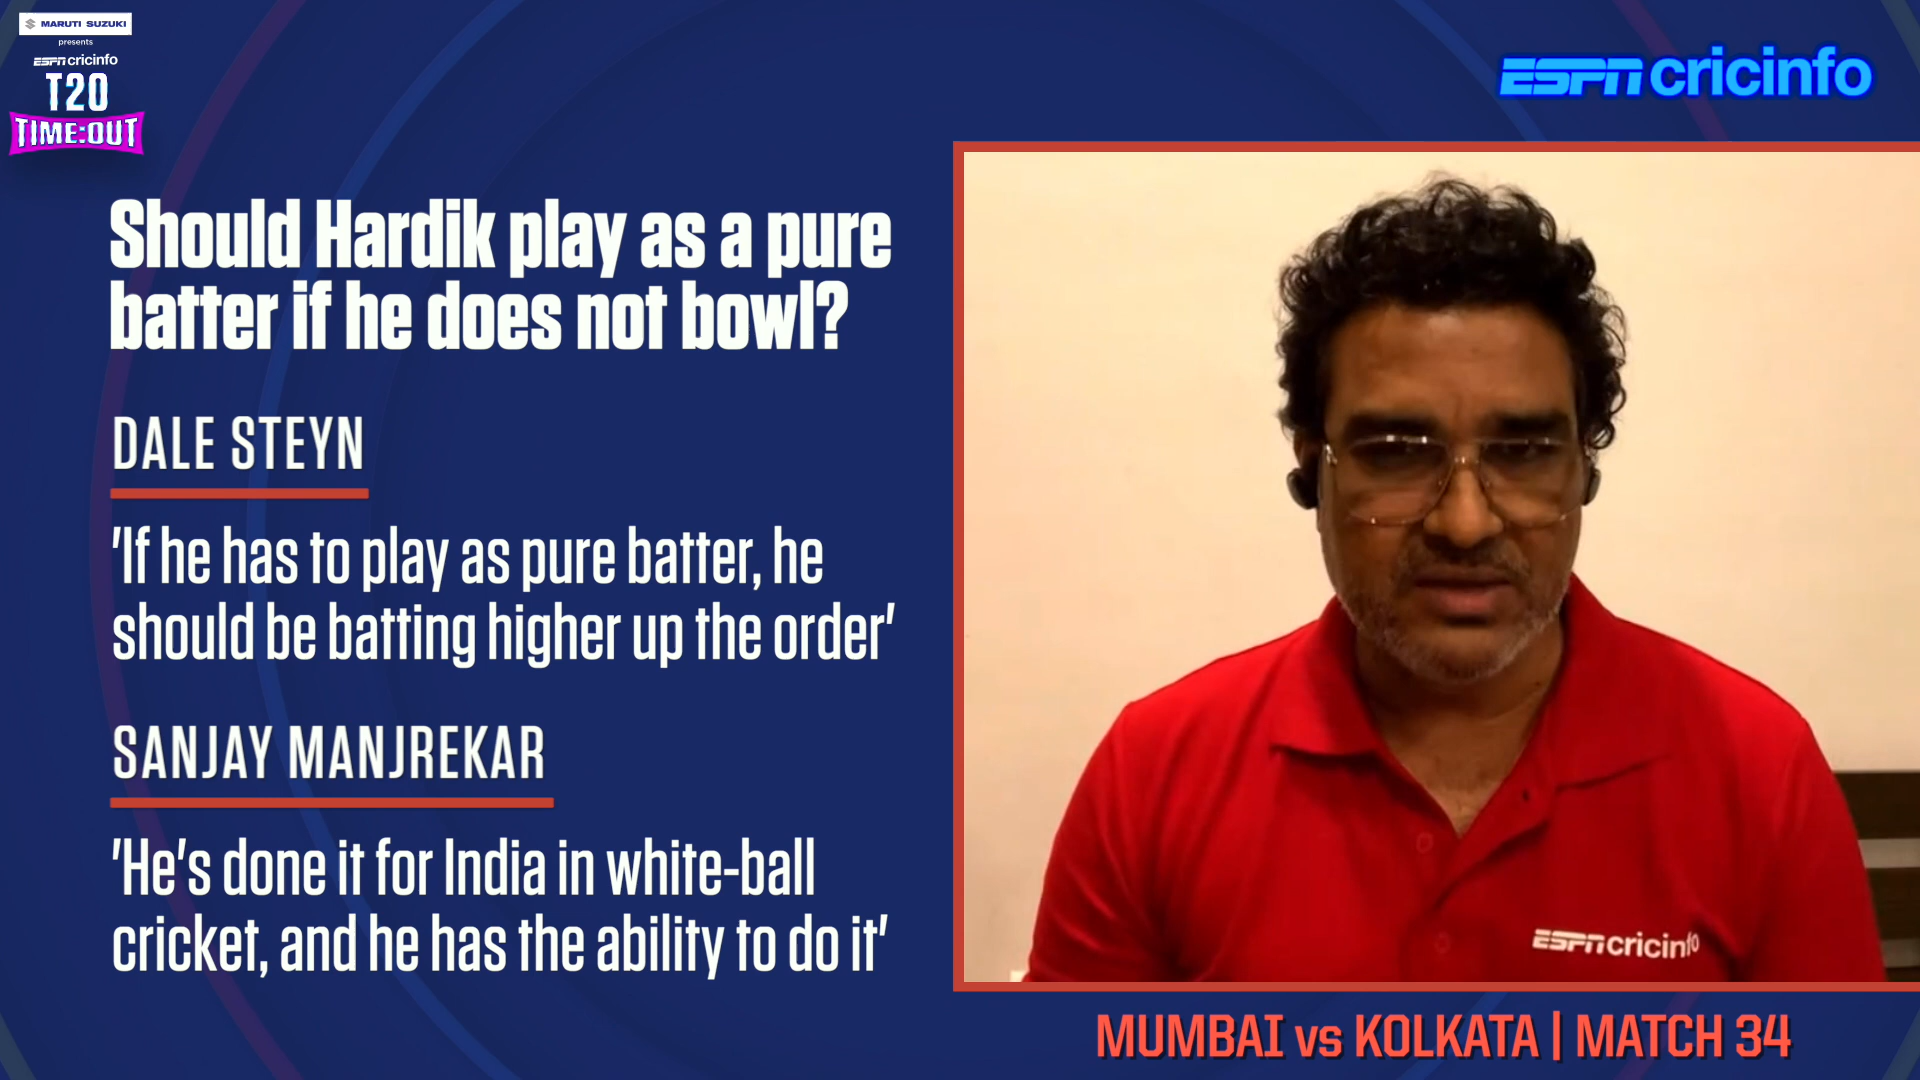 MARUTI SUZUKI
presents
ESPNcricinfo
T20
TIME:OUT
ESPNcricinfo
Should Hardik play as a pure
batter if he does not bowl?
DALE STEYN
'If he has to play as pure batter, he
should be batting higher up the order'
SANJAY MANJREKAR
'He's done it for India in white-ball
cricket, and he has the ability to do it'
ESPNcricinfo
MUMBAI vs KOLKATA | MATCH 34